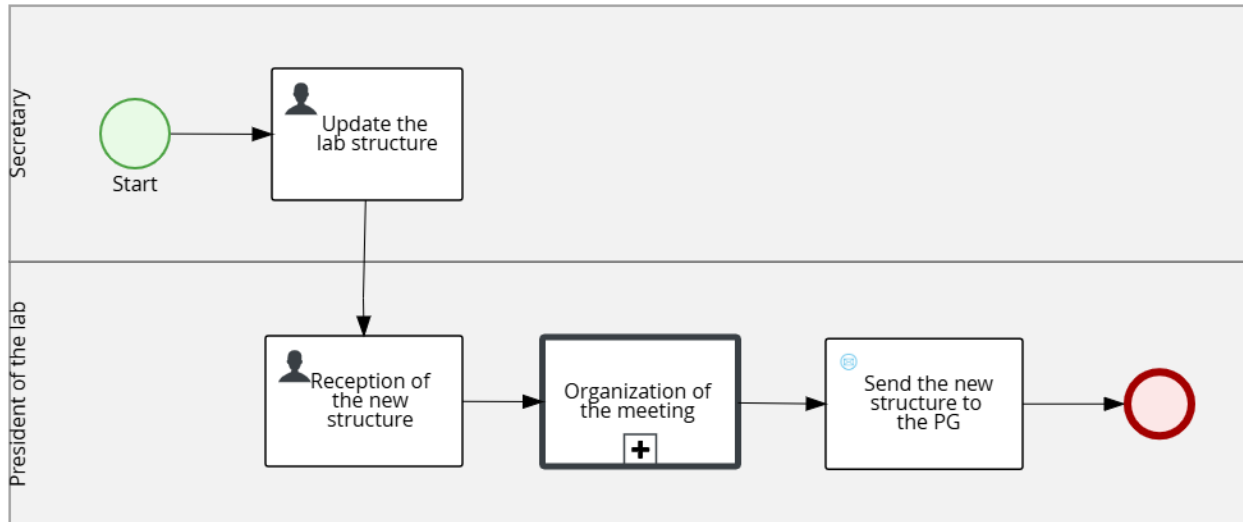 Secretary
Start
Update the
lab structure
President of the lab
Reception of
the new
structure
Organization of
the meeting
Send the new
structure to
the PG